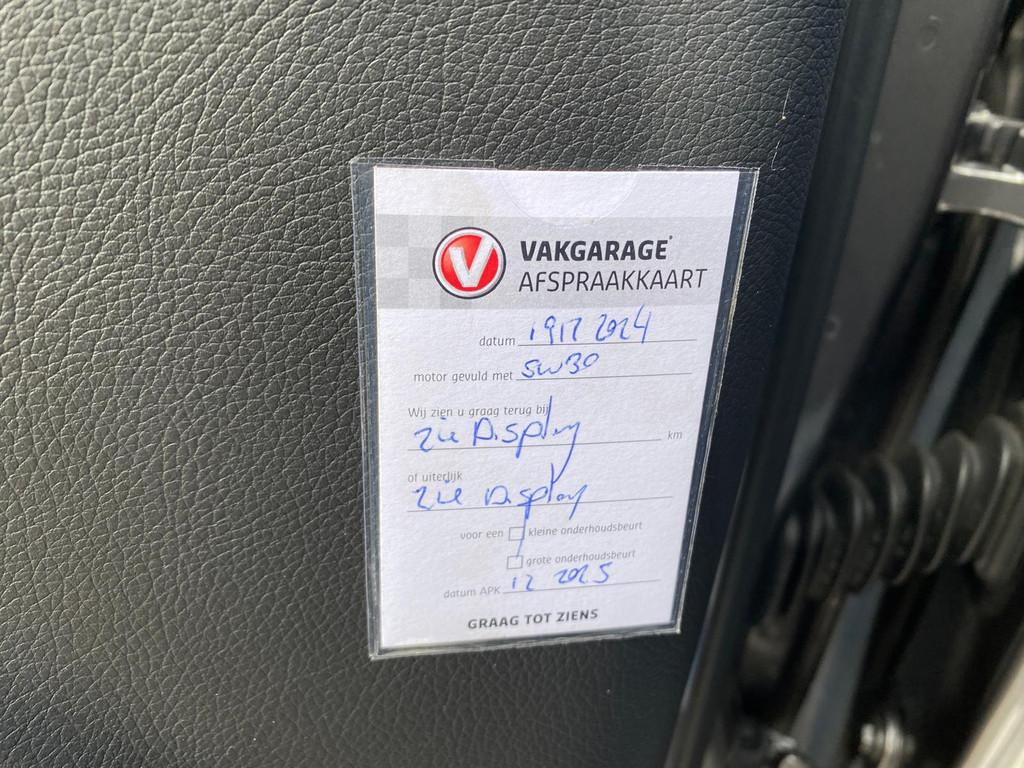 V VAKGARAGE®
AFSPRAAKKAART
datum 19 12 2024
motor gevuld met 5W30
Wij zien u graag terug bij
zie Display km
of uiterlijk
zie Display
voor een kleine onderhoudsbeurt
grote onderhoudsbeurt
datum APK 12 2025
GRAAG TOT ZIENS